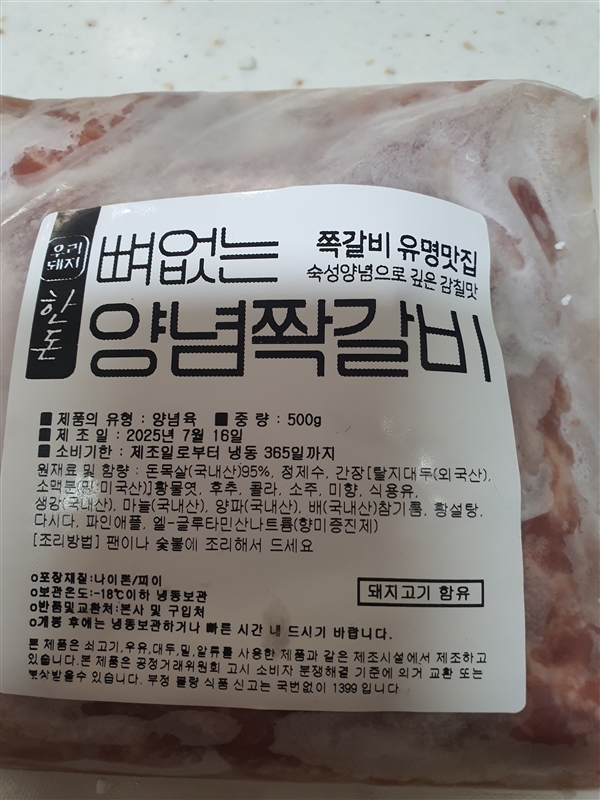 우리
돼지
한돈
뼈없는
쪽갈비 유명맛집
숙성양념으로 깊은 감칠맛
양념쫙갈비
■ 제품의 유형 : 양념육 ■ 중 량 : 500g
■ 제 조 일 : 2025년 7월 16일
■ 소비기한 : 제조일로부터 냉동 365일까지
원재료 및 함량 : 돈목살(국내산)95%, 정제수, 간장[탈지대두(외국산),
소맥분(밀:미국산)]황물엿, 후추, 콜라, 소주, 미향, 식용유,
생강(국내산), 마늘(국내산), 양파(국내산), 배(국내산)참기름, 황설탕,
다시다, 파인애플, 엘-글루타민산나트륨(향미증진제)
[조리방법] 팬이나 숯불에 조리해서 드세요
o포장재질:나이론/피이
o보관온도:-18℃이하 냉동보관
돼지고기 함유
o반품및교환처:본사 및 구입처
o개봉 후에는 냉동보관하거나 빠른 시간 내 드시기 바랍니다.
본 제품은 쇠고기,우유,대두,밀,알류를 사용한 제품과 같은 제조시설에서 제조하고
있습니다.본 제품은 공정거래위원회 고시 소비자 분쟁해결 기준에 의거 교환 또는
보상받을수 있습니다. 부정 불량 식품 신고는 국번없이 1399 입니다